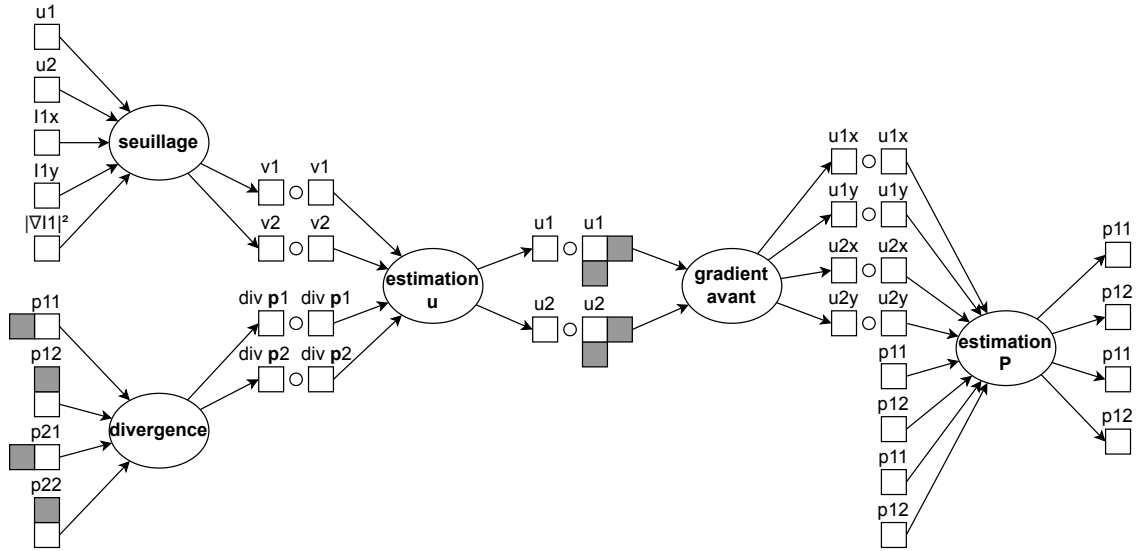 u1
u2
I1x
I1y
|∇I1|²
seuillage
p11
p12
p21
p22
divergence
v1 v1
v2 v2
div p1 div p1
div p2 div p2
estimation
u
u1 u1
u2 u2
gradient
avant
u1x u1x
u1y u1y
u2x u2x
u2y u2y
p11
p12
p11
p12
estimation
P
p11
p12
p11
p12